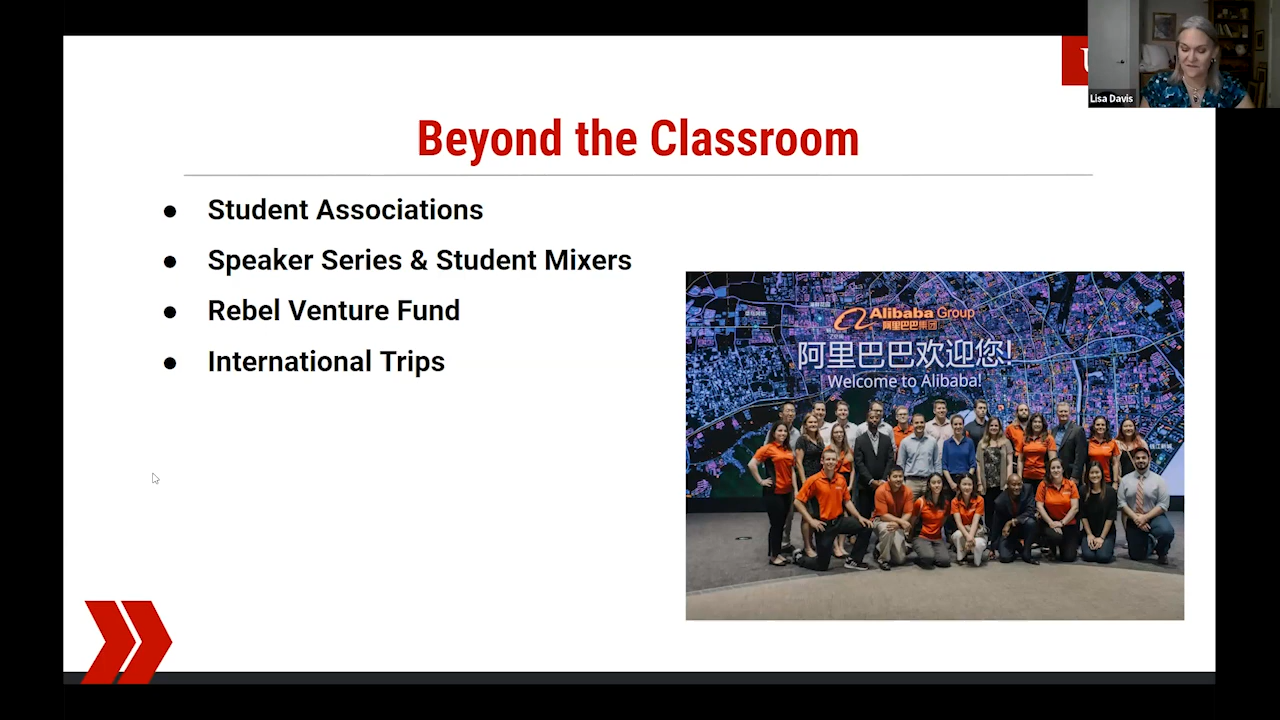 Lisa Davis
Beyond the Classroom
● Student Associations
● Speaker Series & Student Mixers
● Rebel Venture Fund
● International Trips
Alibaba Group
阿里巴巴集团
阿里巴巴欢迎您!
Welcome to Alibaba!